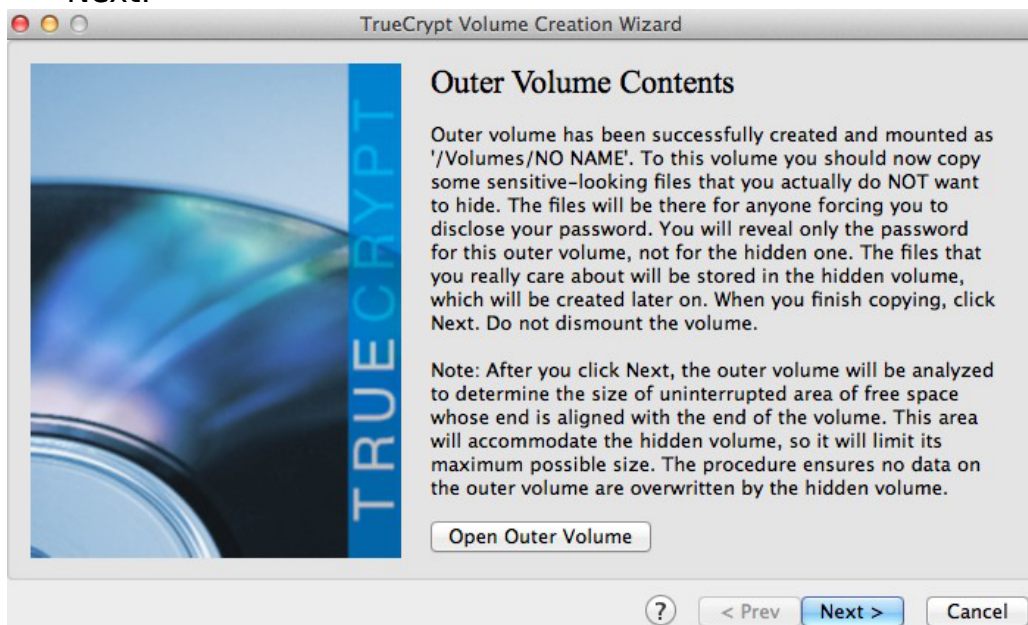 Next.
TrueCrypt Volume Creation Wizard
TRUECRYPT
Outer Volume Contents
Outer volume has been successfully created and mounted as
'/Volumes/NO NAME'. To this volume you should now copy
some sensitive-looking files that you actually do NOT want
to hide. The files will be there for anyone forcing you to
disclose your password. You will reveal only the password
for this outer volume, not for the hidden one. The files that
you really care about will be stored in the hidden volume,
which will be created later on. When you finish copying, click
Next. Do not dismount the volume.
Note: After you click Next, the outer volume will be analyzed
to determine the size of uninterrupted area of free space
whose end is aligned with the end of the volume. This area
will accommodate the hidden volume, so it will limit its
maximum possible size. The procedure ensures no data on
the outer volume are overwritten by the hidden volume.
Open Outer Volume
? < Prev Next > Cancel